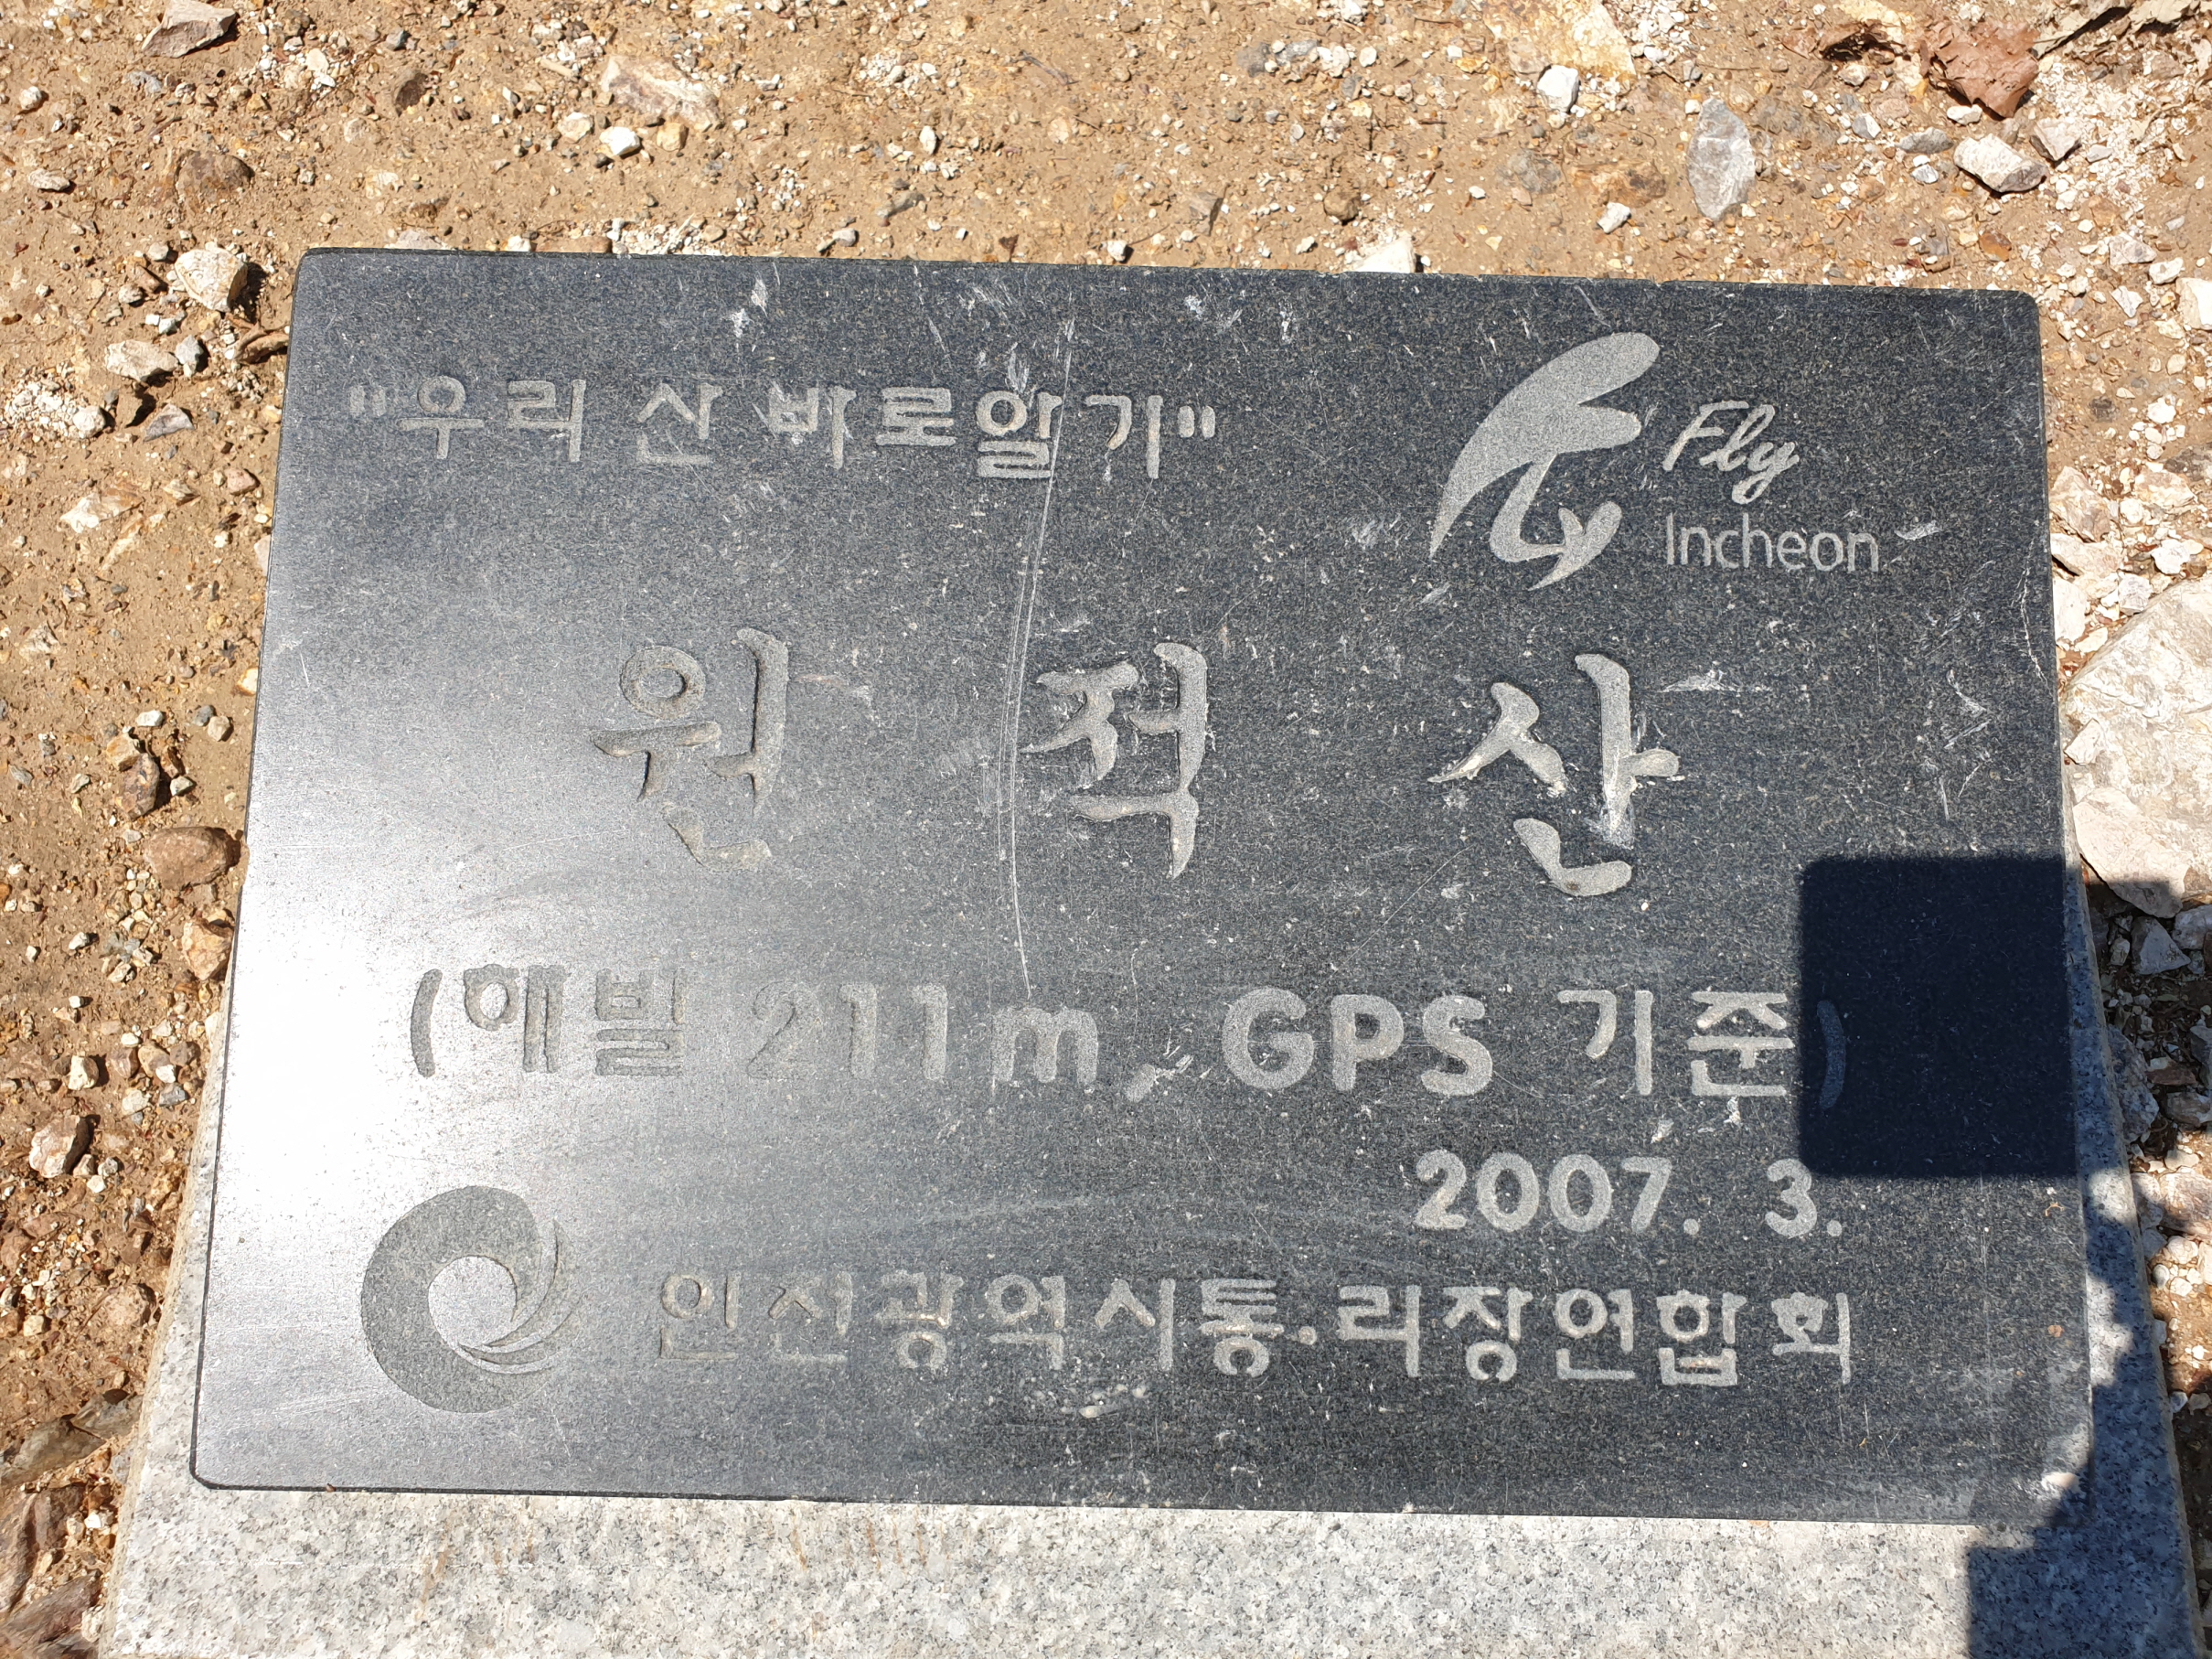 "우리 산 바로알기"
Fly
Incheon
원 적 산
(해발 211m, GPS 기준)
2007. 3.
인천광역시통·리장연합회